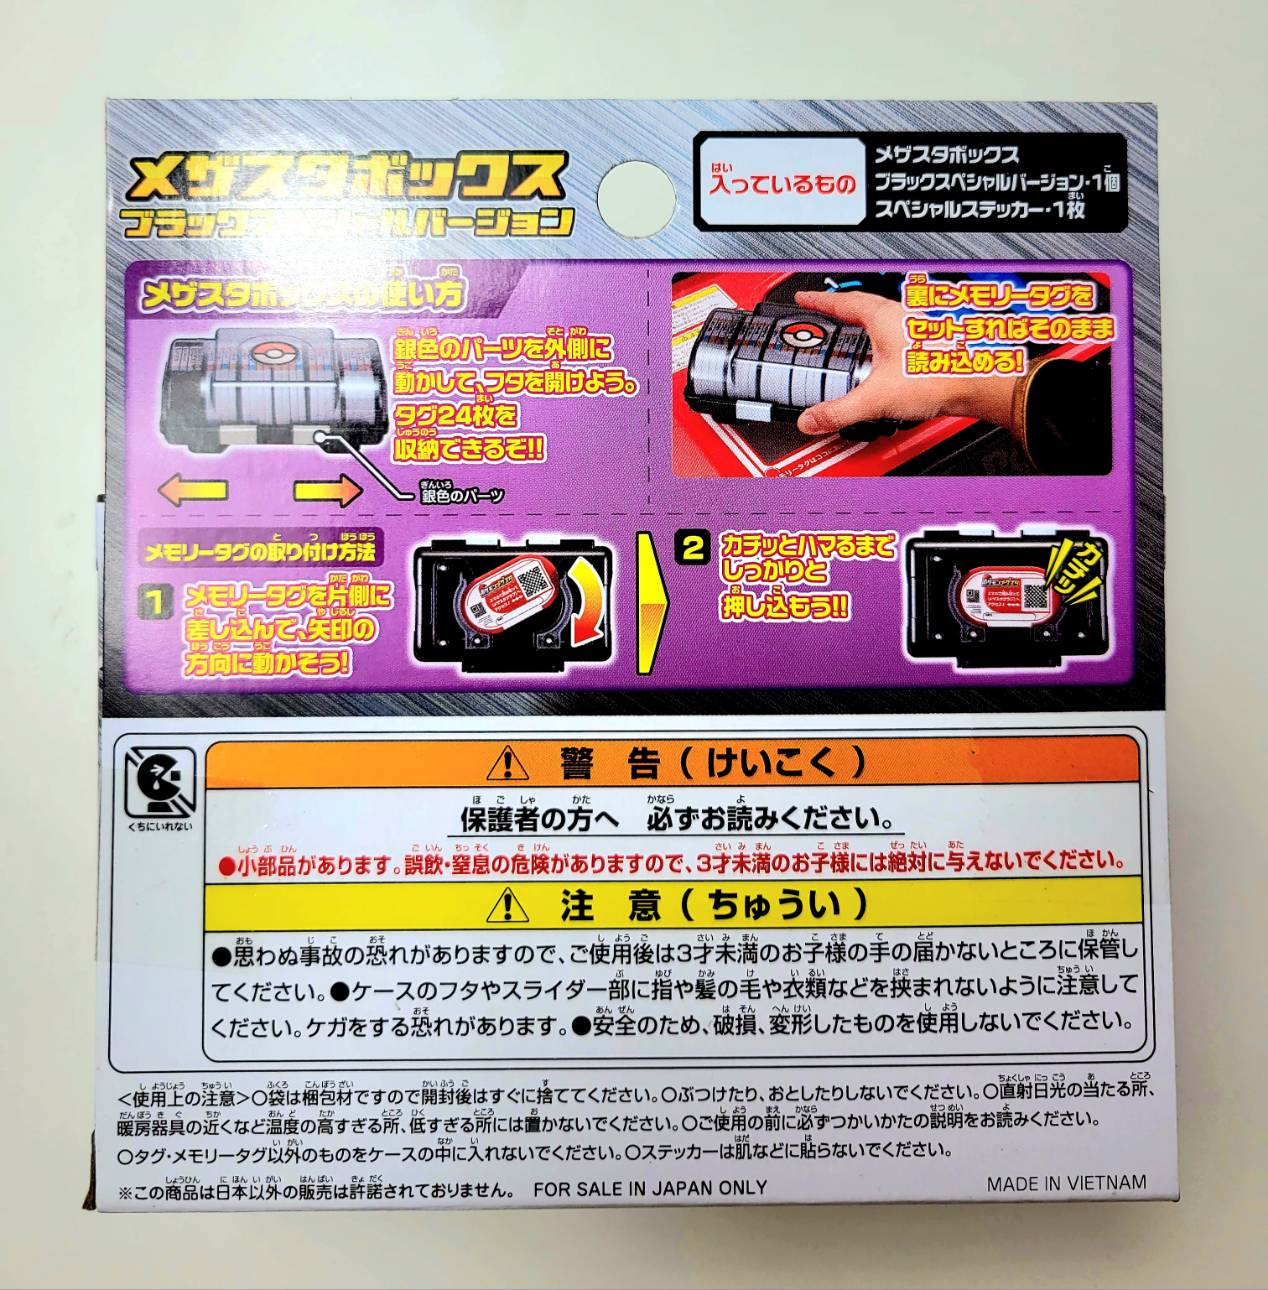 メザスタボックス
ブラックスペシャルバージョン
入っているもの
メザスタボックス
ブラックスペシャルバージョン・1個
スペシャルステッカー・1枚
メザスタボックスの使い方
銀色のパーツを外側に
動かして、フタを開けよう。
タグ24枚を
収納できるぞ!!
銀色のパーツ
裏にメモリータグを
セットすればそのまま
読み込める!
メモリータグの取り付け方法
1
メモリータグを片側に
差し込んで、矢印の
方向に動かそう!
2
カチッとハマるまで
しっかりと
押し込もう!!
カチッ
くちにいれない
警 告 ( けいこく )
保護者の方へ 必ずお読みください。
●小部品があります。誤飲・窒息の危険がありますので、3才未満のお子様には絶対に与えないでください。
注 意 ( ちゅうい )
●思わぬ事故の恐れがありますので、ご使用後は3才未満のお子様の手の届かないところに保管し
てください。●ケースのフタやスライダー部に指や髪の毛や衣類などを挟まれないように注意して
ください。ケガをする恐れがあります。●安全のため、破損、変形したものを使用しないでください。
<使用上の注意>○袋は梱包材ですので開封後はすぐに捨ててください。○ぶつけたり、おとしたりしないでください。○直射日光の当たる所、
暖房器具の近くなど温度の高すぎる所、低すぎる所には置かないでください。○ご使用の前に必ずつかいかたの説明をお読みください。
○タグ・メモリータグ以外のものをケースの中に入れないでください。○ステッカーは肌などに貼らないでください。
※この商品は日本以外の販売は許諾されておりません。 FOR SALE IN JAPAN ONLY
MADE IN VIETNAM